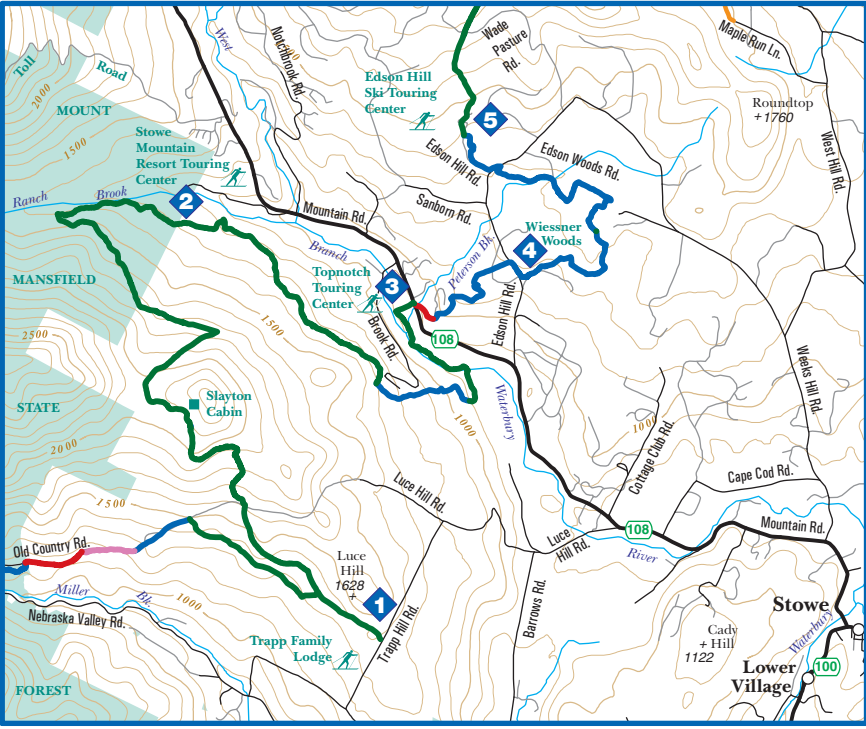 Toll
Road
2000
MOUNT
1500
West
Notchbrook Rd.
Stowe
Mountain
Resort Touring
Center
Edson Hill
Ski Touring
Center
Wade
Pasture
Rd.
5
Maple Run Ln.
Roundtop
+1760
West Hill Rd.
Edson Hill Rd.
Edson Woods Rd.
Ranch
Brook
2
Mountain Rd.
Sanborn Rd.
Branch
Wiessner
Woods
4
Peterson Bk.
MANSFIELD
Topnotch
Touring
Center
3
Edson Hill Rd.
1500
2500
Brook Rd.
108
Weeks Hill Rd.
STATE
Slayton
Cabin
Waterbury
1000
1000
2000
Cottage Club Rd.
Cape Cod Rd.
Luce Hill Rd.
1500
Old Country Rd.
108
Mountain Rd.
Luce
Hill Rd.
River
Luce
Hill
1628
+
Miller
Bk.
1000
1
Nebraska Valley Rd.
Barrows Rd.
Trapp Hill Rd.
Stowe
Trapp Family
Lodge
Cady
+ Hill
1122
Waterbury
Lower
Village
100
FOREST